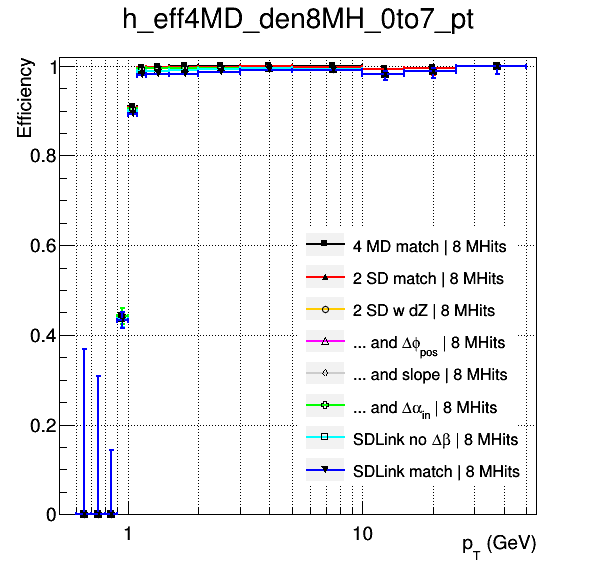 h_eff4MD_den8MH_0to7_pt
Efficiency
1
0.8
0.6
0.4
0.2
0
4 MD match | 8 MHits
2 SD match | 8 MHits
2 SD w dZ | 8 MHits
... and Δϕpos | 8 MHits
... and slope | 8 MHits
... and Δαin | 8 MHits
SDLink no Δβ | 8 MHits
SDLink match | 8 MHits
1 10
pT (GeV)